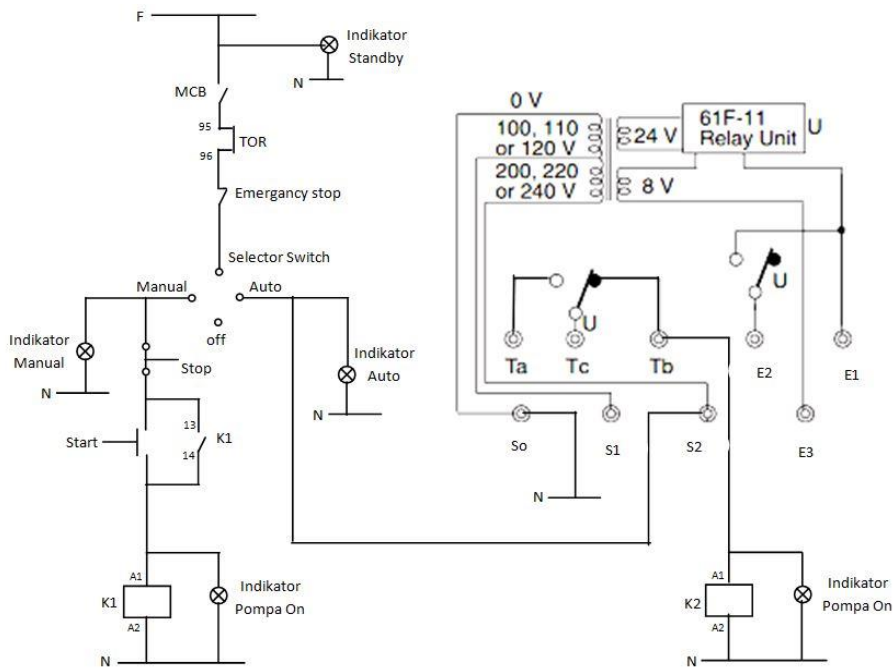 F
Indikator
Standby
N
MCB
95
TOR
96
Emergancy stop
Selector Switch
Manual
Auto
off
Indikator
Manual
Stop
N
Indikator
Auto
N
Start
13
K1
14
A1
K1
A2
Indikator
Pompa On
N
0 V
100, 110
or 120 V
200, 220
or 240 V
24 V
8 V
61F-11
Relay Unit
U
U
U
Ta
Tc
Tb
E2
E1
So
S1
S2
E3
N
A1
K2
A2
Indikator
Pompa On
N